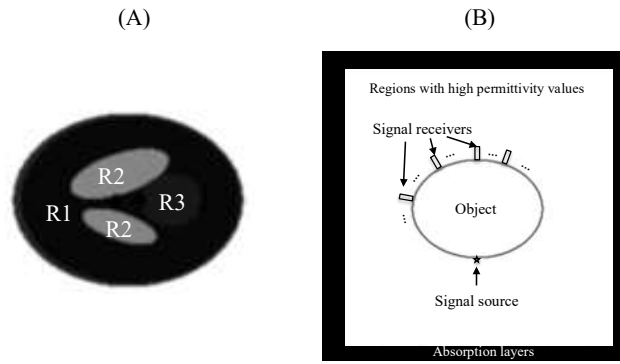 (A)
(B)
R2
R1
R3
R2
Regions with high permittivity values
Signal receivers
...
...
...
...
...
...
Object
Signal source
Absorption layers